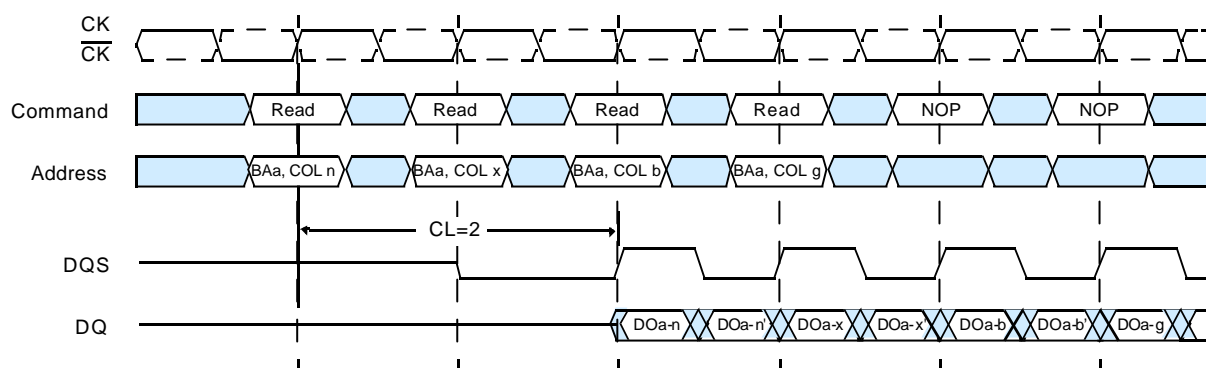 CK
CK
Command Read Read Read Read NOP NOP
Address BAa, COL n BAa, COL x BAa, COL b BAa, COL g
CL=2
DQS
DQ DOa-n DOa-n' DOa-x DOa-x' DOa-b DOa-b' DOa-g